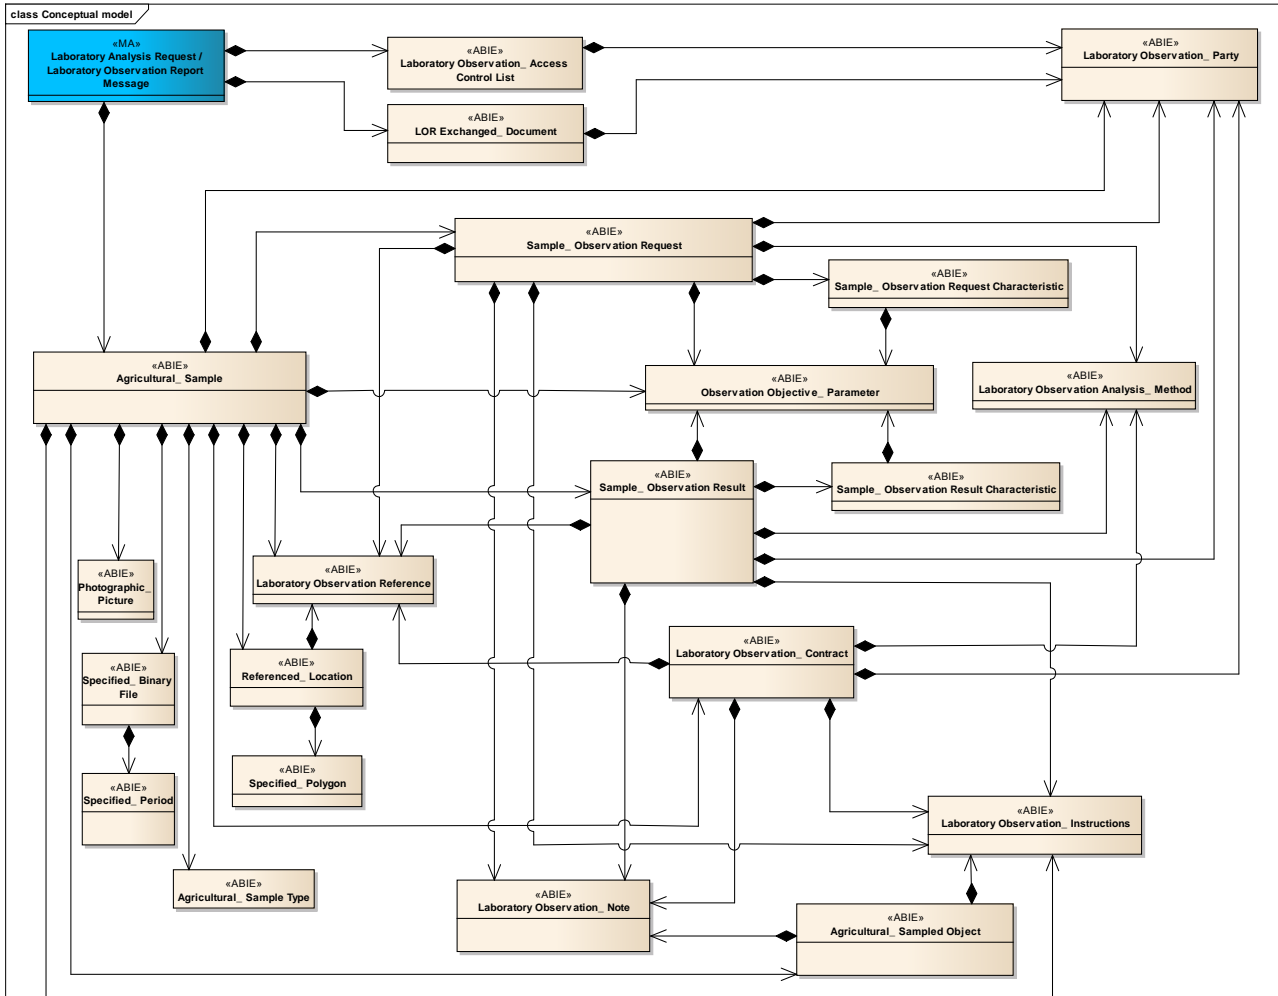 class Conceptual model
«MA»
Laboratory Analysis Request /
Laboratory Observation Report
Message
«ABIE»
Laboratory Observation_ Access
Control List
«ABIE»
Laboratory Observation_ Party
«ABIE»
LOR Exchanged_ Document
«ABIE»
Sample_ Observation Request
«ABIE»
Sample_ Observation Request Characteristic
«ABIE»
Agricultural_ Sample
«ABIE»
Observation Objective_ Parameter
«ABIE»
Laboratory Observation Analysis_ Method
«ABIE»
Sample_ Observation Result
«ABIE»
Sample_ Observation Result Characteristic
«ABIE»
Photographic_
Picture
«ABIE»
Laboratory Observation Reference
«ABIE»
Specified_ Binary
File
«ABIE»
Referenced_ Location
«ABIE»
Laboratory Observation_ Contract
«ABIE»
Specified_ Period
«ABIE»
Specified_ Polygon
«ABIE»
Laboratory Observation_ Instructions
«ABIE»
Agricultural_ Sample Type
«ABIE»
Laboratory Observation_ Note
«ABIE»
Agricultural_ Sampled Object